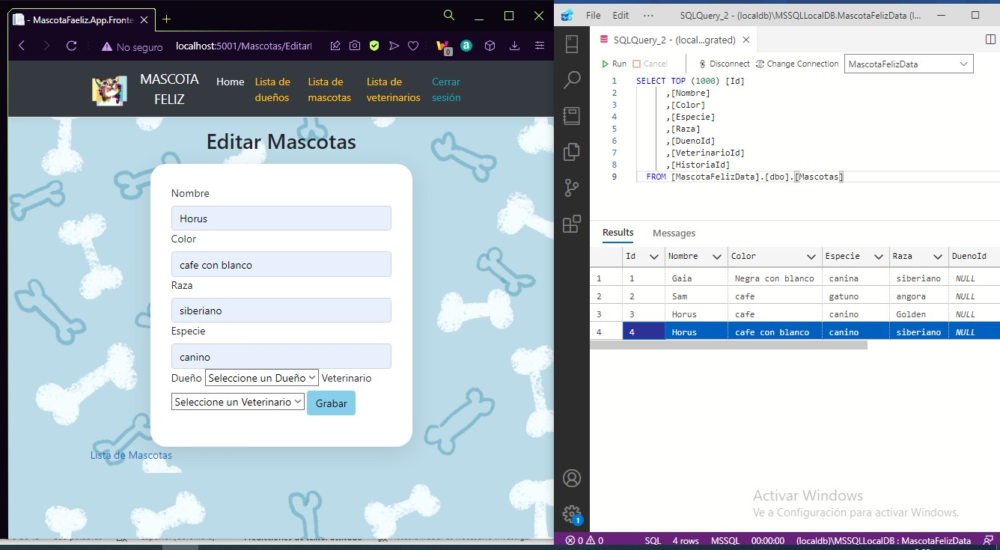 - MascotaFaeliz.App.Fronte
No seguro
localhost:5001/Mascotas/Editar
0
MASCOTA
FELIZ
Home
Lista de
dueños
Lista de
mascotas
Lista de
veterinarios
Cerrar
sesión
Editar Mascotas
Nombre
Horus
Color
cafe con blanco
Raza
siberiano
Especie
canino
Dueño Seleccione un Dueño Veterinario
Seleccione un Veterinario Grabar
Lista de Mascotas
File Edit ··· SQLQuery_2 - (localdb)\MSSQLLocalDB.MascotaFelizData (l...
SQLQuery_2 - (local...grated)
Run Cancel Disconnect Change Connection MascotaFelizData
1 SELECT TOP (1000) [Id]
2 ,[Nombre]
3 ,[Color]
4 ,[Especie]
5 ,[Raza]
6 ,[DuenoId]
7 ,[VeterinarioId]
8 ,[HistoriaId]
9 FROM [MascotaFelizData].[dbo].[Mascotas]
Results Messages
Id Nombre Color Especie Raza DuenoId
1 1 Gaia Negra con blanco canina siberiano NULL
2 2 Sam cafe gatuno angora NULL
3 3 Horus cafe canino Golden NULL
4 4 Horus cafe con blanco canino siberiano NULL
Activar Windows
Ve a Configuración para activar Windows.
1
0 0 SQL 4 rows MSSQL 00:00:00 (localdb)\MSSQLLocalDB : MascotaFelizData